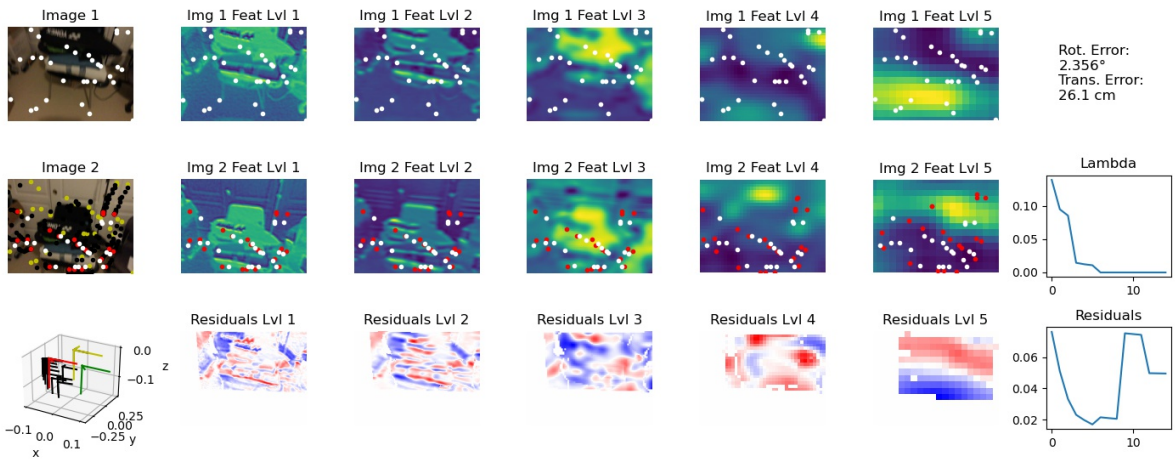 Image 1
Img 1 Feat Lvl 1
Img 1 Feat Lvl 2
Img 1 Feat Lvl 3
Img 1 Feat Lvl 4
Img 1 Feat Lvl 5
Rot. Error:
2.356°
Trans. Error:
26.1 cm
Image 2
Img 2 Feat Lvl 1
Img 2 Feat Lvl 2
Img 2 Feat Lvl 3
Img 2 Feat Lvl 4
Img 2 Feat Lvl 5
Lambda
0.10
0.05
0.00
0
10
0.0
−0.1
z
−0.1
0.0
0.1
x
0.25
0.00
−0.25
y
Residuals Lvl 1
Residuals Lvl 2
Residuals Lvl 3
Residuals Lvl 4
Residuals Lvl 5
Residuals
0.06
0.04
0.02
0
10